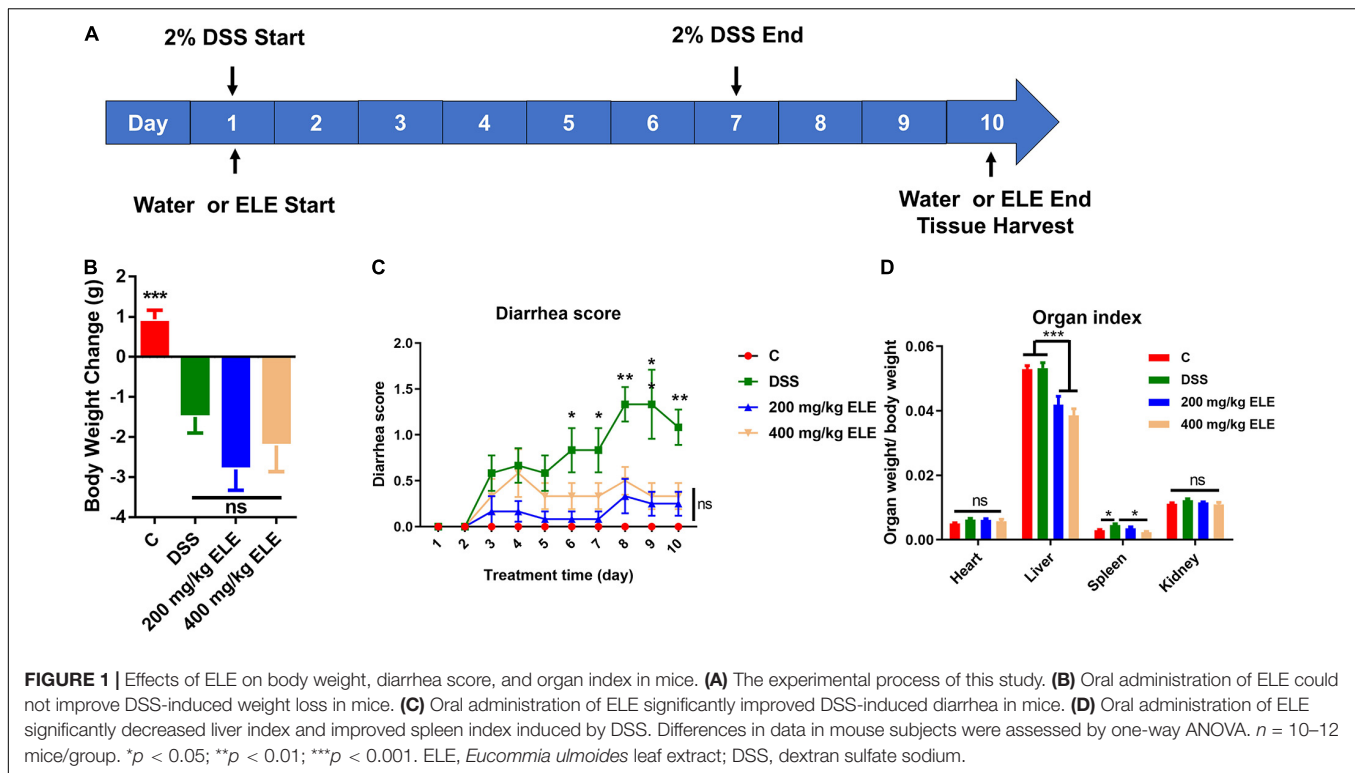 A
2% DSS Start
2% DSS End
Day 1 2 3 4 5 6 7 8 9 10
Water or ELE Start
Water or ELE End
Tissue Harvest
B
Body Weight Change (g)
2
1
0
-1
-2
-3
-4
***
ns
C
DSS
200 mg/kg ELE
400 mg/kg ELE
C
Diarrhea score
Diarrhea score
2.0
1.5
1.0
0.5
0.0
* * ** * * **
ns
1 2 3 4 5 6 7 8 9 10
Treatment time (day)
C
DSS
200 mg/kg ELE
400 mg/kg ELE
D
Organ index
Organ weight/ body weight
0.06
0.04
0.02
0.00
ns
***
* *
ns
Heart
Liver
Spleen
Kidney
C
DSS
200 mg/kg ELE
400 mg/kg ELE
FIGURE 1 | Effects of ELE on body weight, diarrhea score, and organ index in mice. (A) The experimental process of this study. (B) Oral administration of ELE could
not improve DSS-induced weight loss in mice. (C) Oral administration of ELE significantly improved DSS-induced diarrhea in mice. (D) Oral administration of ELE
significantly decreased liver index and improved spleen index induced by DSS. Differences in data in mouse subjects were assessed by one-way ANOVA. n = 10–12
mice/group. *p < 0.05; **p < 0.01; ***p < 0.001. ELE, Eucommia ulmoides leaf extract; DSS, dextran sulfate sodium.